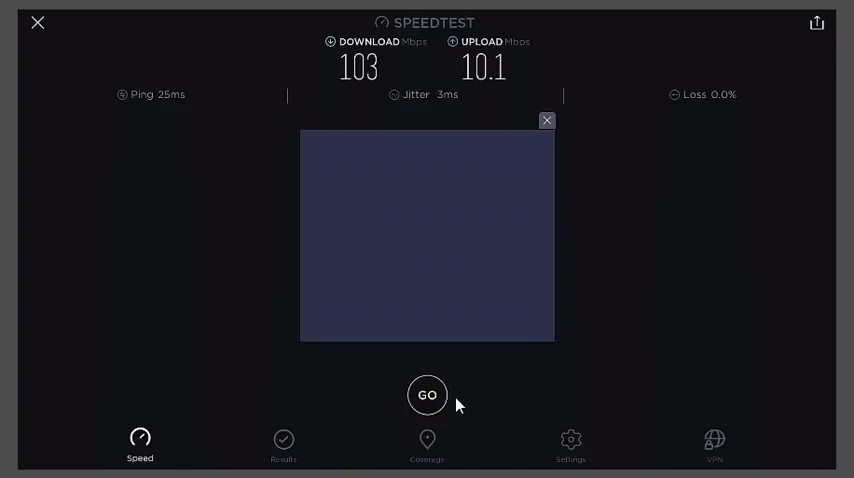 SPEEDTEST
DOWNLOAD Mbps UPLOAD Mbps
103 10.1
Ping 25ms Jitter 3ms Loss 0.0%
GO
Speed Results Coverage Settings VPN